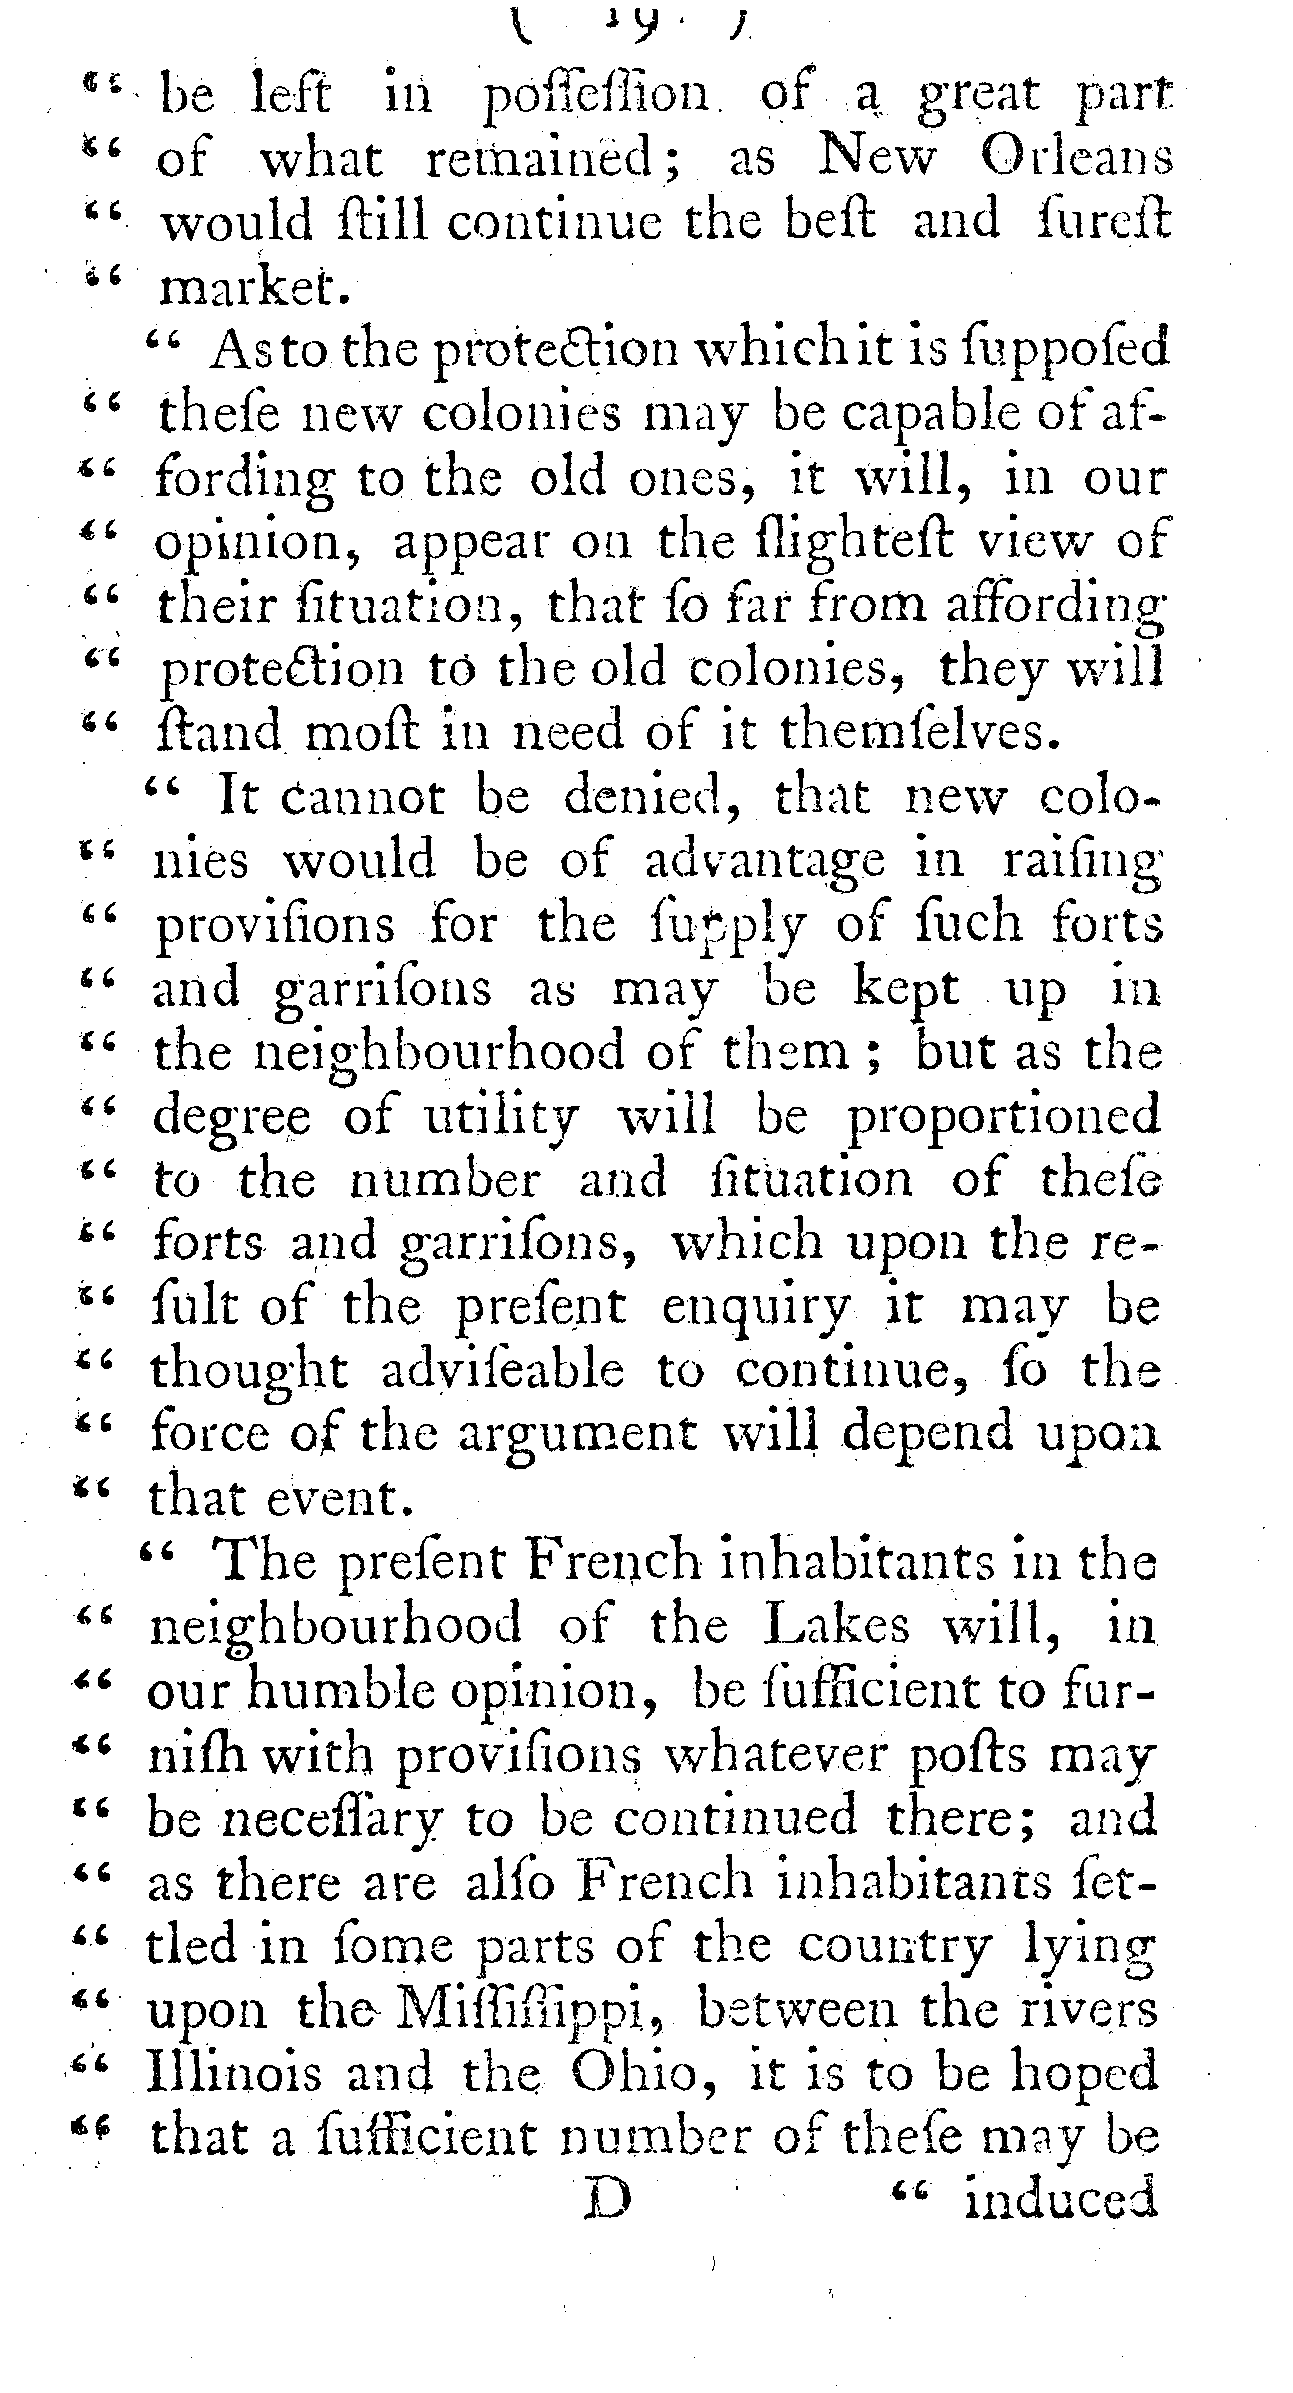 ( 19. )
“ be left in poſſeſſion of a great part
“ of what remained; as New Orleans
“ would ſtill continue the beſt and ſureſt
“ market.
“ As to the protection which it is ſuppoſed
“ theſe new colonies may be capable of af-
“ fording to the old ones, it will, in our
“ opinion, appear on the ſlighteſt view of
“ their ſituation, that ſo far from affording
“ protection to the old colonies, they will
“ ſtand moſt in need of it themſelves.
“ It cannot be denied, that new colo-
“ nies would be of advantage in raiſing
“ proviſions for the ſupply of ſuch forts
“ and garriſons as may be kept up in
“ the neighbourhood of them; but as the
“ degree of utility will be proportioned
“ to the number and ſituation of theſe
“ forts and garriſons, which upon the re-
“ ſult of the preſent enquiry it may be
“ thought adviſeable to continue, ſo the
“ force of the argument will depend upon
“ that event.
“ The preſent French inhabitants in the
“ neighbourhood of the Lakes will, in
“ our humble opinion, be ſufficient to fur-
“ niſh with proviſions whatever poſts may
“ be neceſſary to be continued there; and
“ as there are alſo French inhabitants ſet-
“ tled in ſome parts of the country lying
“ upon the Miſſiſſippi, between the rivers
“ Illinois and the Ohio, it is to be hoped
“ that a ſufficient number of theſe may be
D “ induced